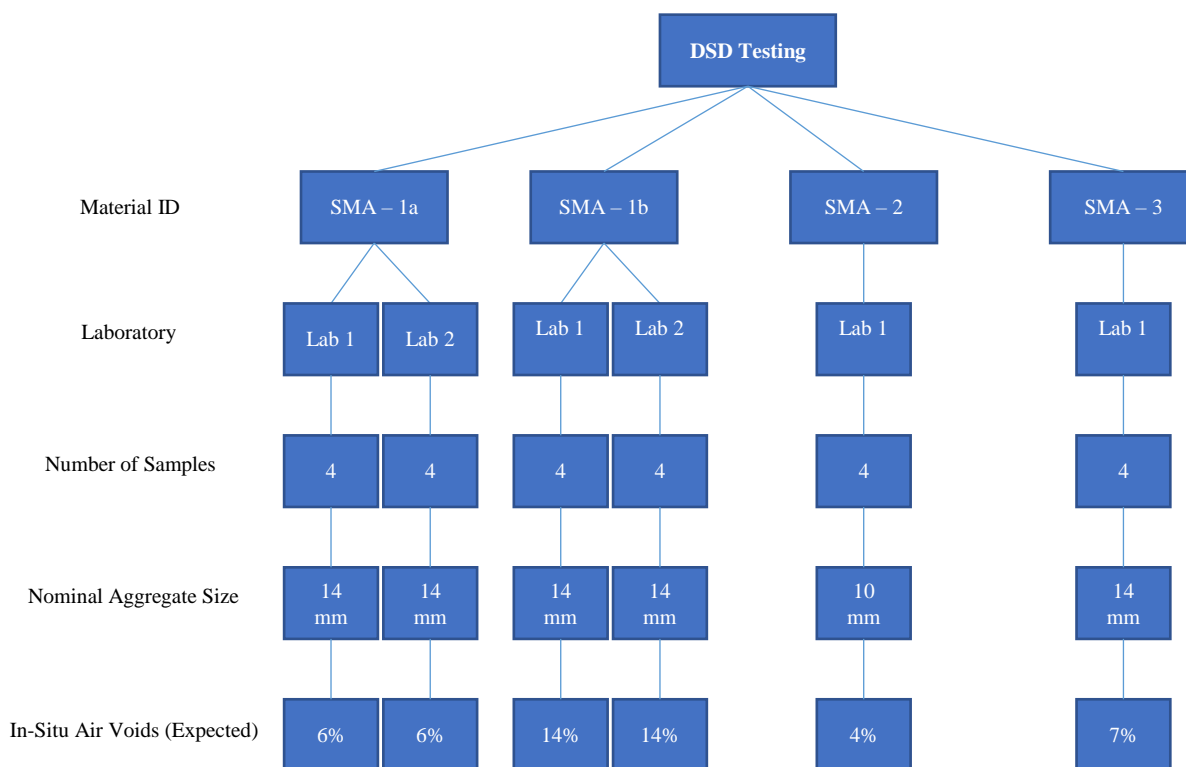 DSD Testing
Material ID
SMA – 1a
SMA – 1b
SMA – 2
SMA – 3
Laboratory
Lab 1
Lab 2
Lab 1
Lab 2
Lab 1
Lab 1
Number of Samples
4
4
4
4
4
4
Nominal Aggregate Size
14
mm
14
mm
14
mm
14
mm
10
mm
14
mm
In-Situ Air Voids (Expected)
6%
6%
14%
14%
4%
7%